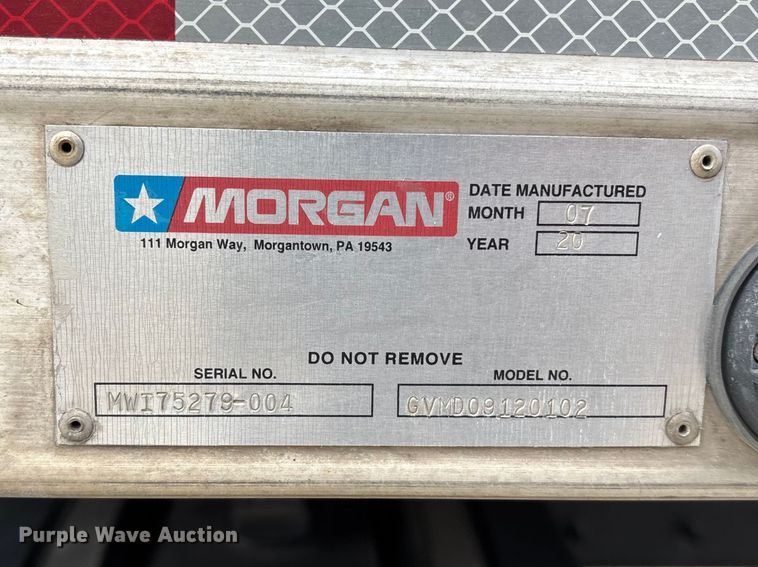 MORGAN®
111 Morgan Way, Morgantown, PA 19543
DATE MANUFACTURED
MONTH 07
YEAR 20
DO NOT REMOVE
SERIAL NO. MODEL NO.
MWI75279-004 GVMD09120102
Purple Wave Auction